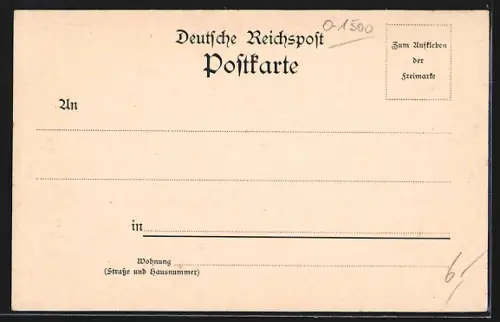 O-1500
Deutsche Reichspost
Postkarte
Zum Aufkleben
der
Freimarke
An
in
Wohnung
(Straße und Hausnummer)
6,-